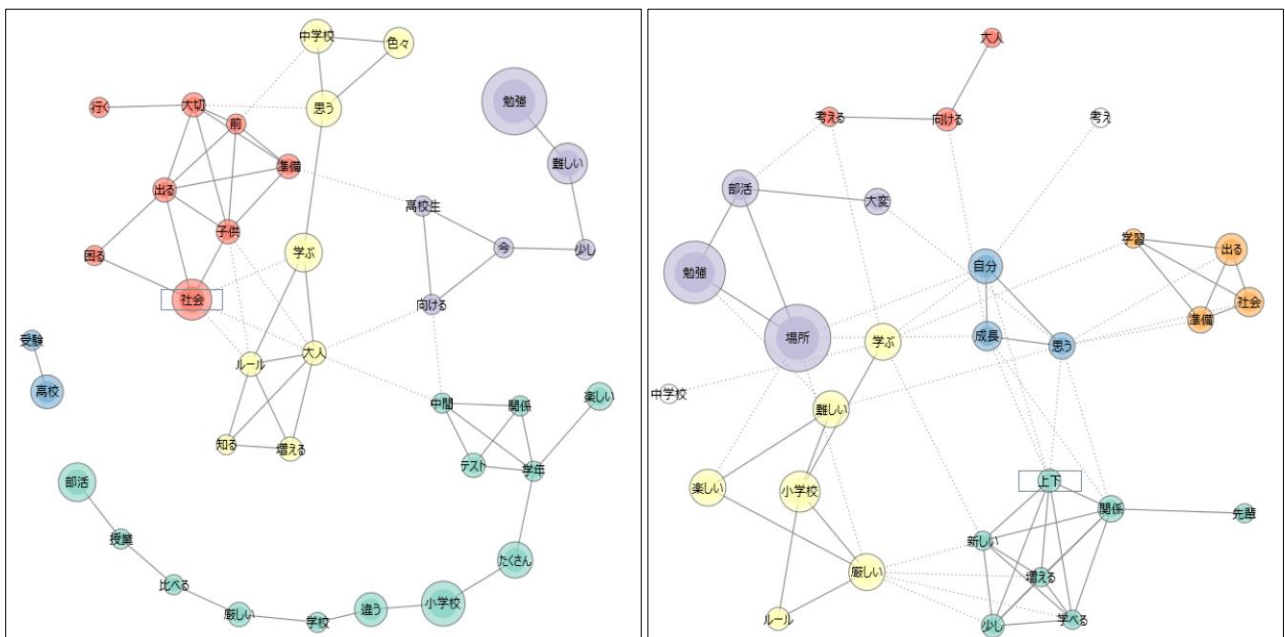 中学校
色々
思う
行く
大切
前
準備
出る
子供
困る
社会
学ぶ
ルール
大人
知る
増える
勉強
難しい
高校生
今
少し
向ける
受験
高校
中間
関係
テスト
学年
楽しい
部活
授業
比べる
厳しい
学校
違う
小学校
たくさん
大人
考える
向ける
考え
部活
大変
勉強
場所
自分
成長
思う
学習
出る
社会
準備
学ぶ
中学校
難しい
楽しい
小学校
厳しい
ルール
上下
関係
先輩
新しい
増える
少し
学べる